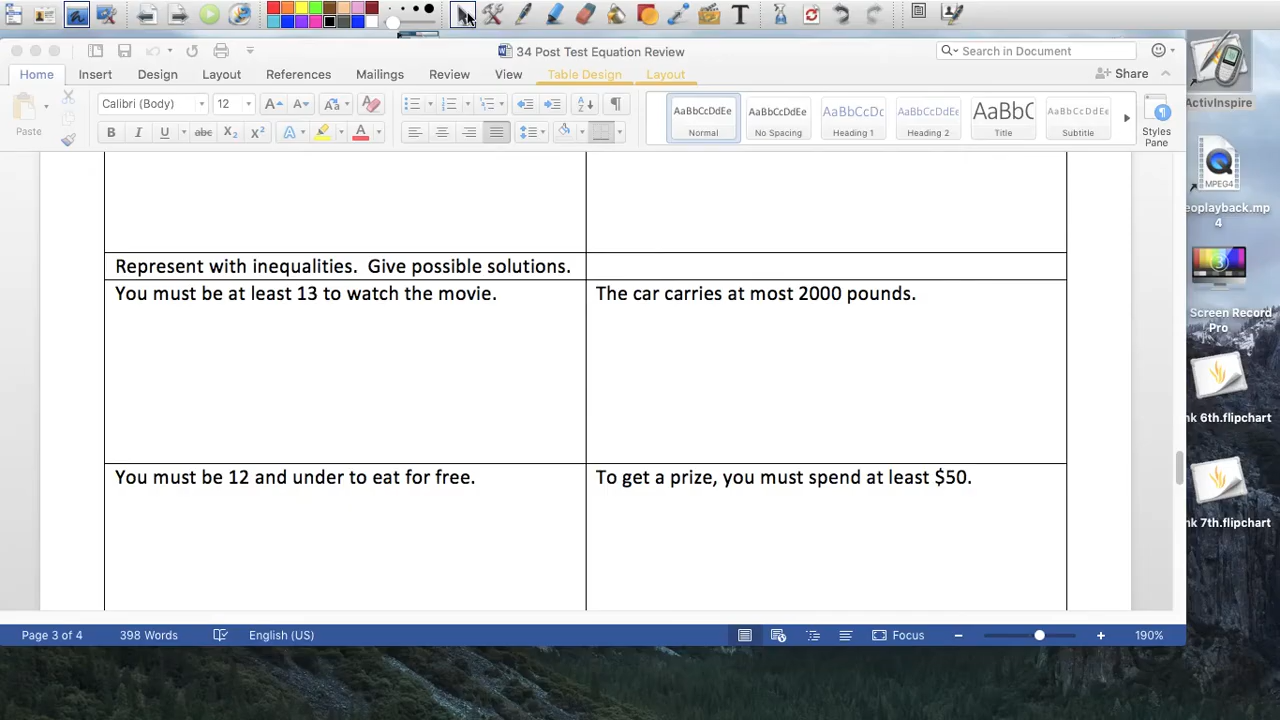 34 Post Test Equation Review
Search in Document
Home Insert Design Layout References Mailings Review View Table Design Layout
Share
Paste
Calibri (Body) 12
AaBbCcDdEe AaBbCcDdEe AaBbCcDc AaBbCcDdEe AaBbC AaBbCcDdEe
Normal No Spacing Heading 1 Heading 2 Title Subtitle
Styles
Pane
ActivInspire
MPEG4
eoplayback.mp
4
Represent with inequalities. Give possible solutions.
You must be at least 13 to watch the movie.
The car carries at most 2000 pounds.
Screen Record
Pro
nk 6th.flipchart
You must be 12 and under to eat for free.
To get a prize, you must spend at least $50.
nk 7th.flipchart
Page 3 of 4 398 Words English (US) Focus 190%